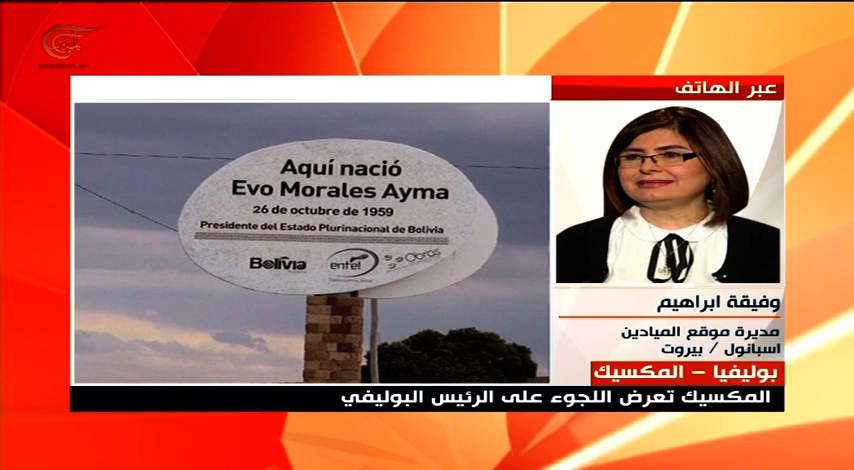 عبر الهاتف
Aquí nació
Evo Morales Ayma
26 de octubre de 1959
Presidente del Estado Plurinacional de Bolivia
Bolivia
entel
Obras
وفيقة ابراهيم
مديرة موقع الميادين
اسبانول / بيروت
بوليفيا – المكسيك
المكسيك تعرض اللجوء على الرئيس البوليفي